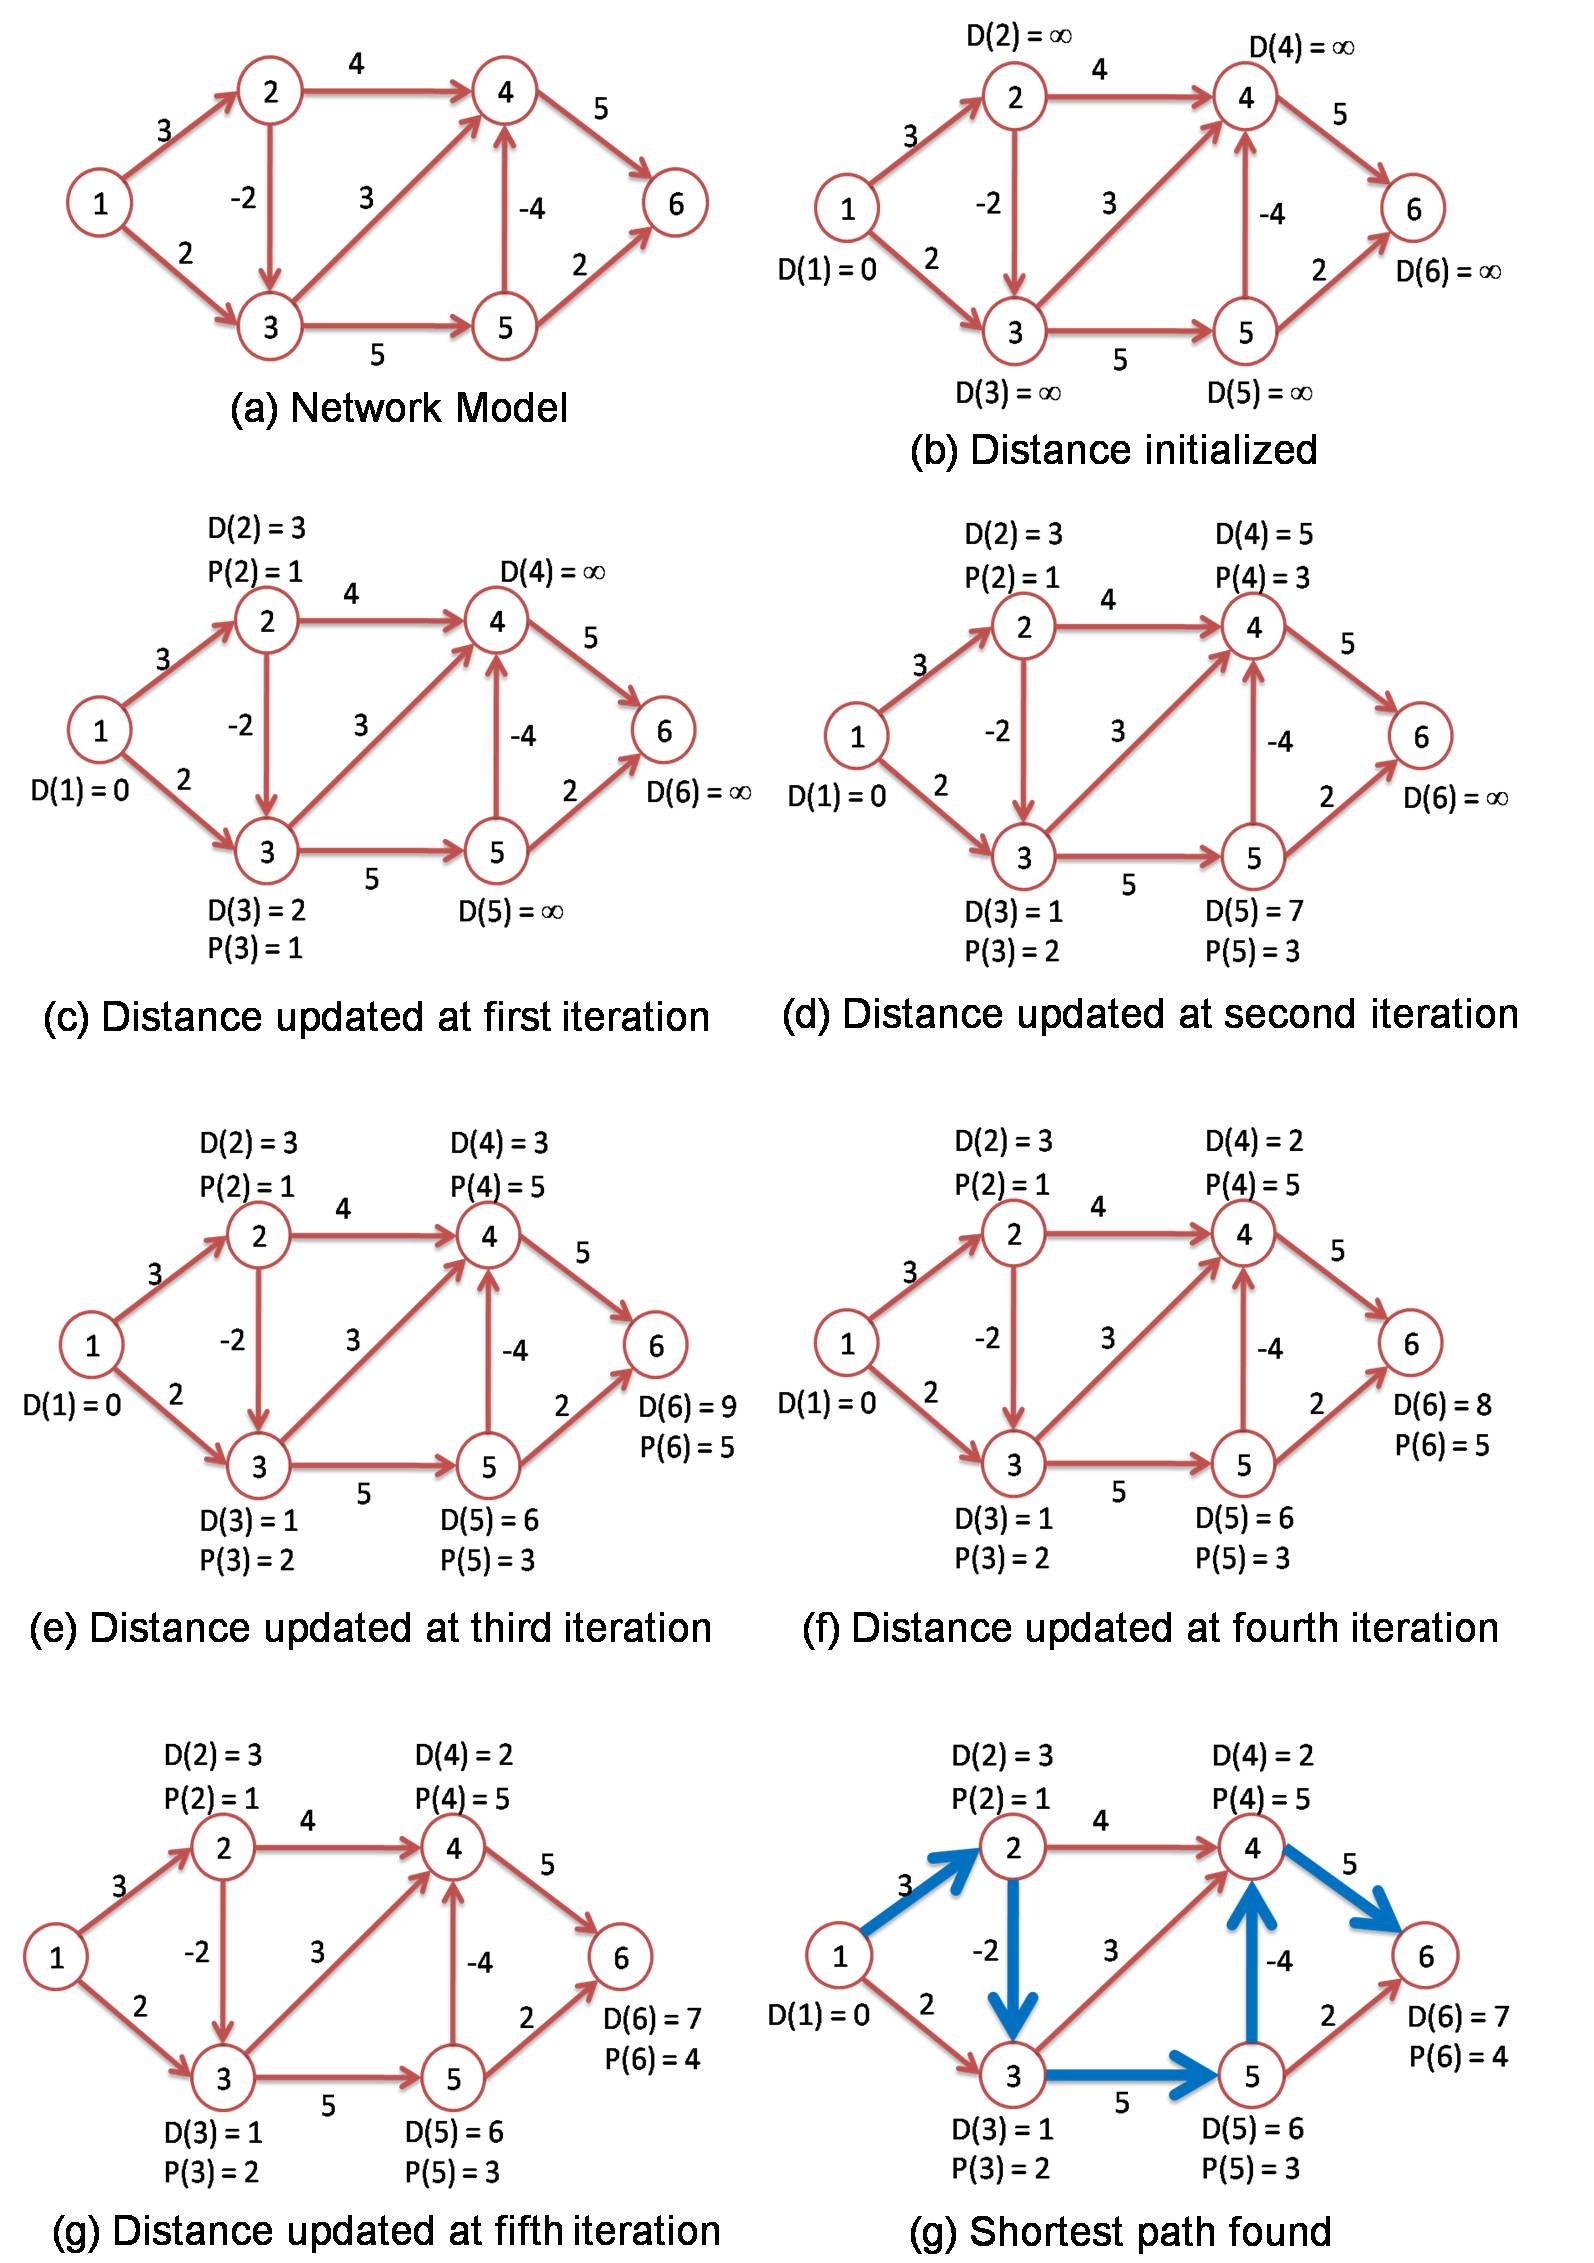 4
2
4
5
3
-2
3
-4
1
6
2
2
3
5
5
(a) Network Model
D(2) = ∞
D(4) = ∞
4
2
4
5
3
-2
3
-4
1
6
D(1) = 0
2
2
D(6) = ∞
3
5
5
D(3) = ∞
D(5) = ∞
(b) Distance initialized
D(2) = 3
P(2) = 1
D(4) = ∞
4
2
4
5
3
-2
3
-4
1
6
D(1) = 0
2
2
D(6) = ∞
3
5
5
D(3) = 2
D(5) = ∞
P(3) = 1
(c) Distance updated at first iteration
D(2) = 3
D(4) = 5
P(2) = 1
P(4) = 3
4
2
4
5
3
-2
3
-4
1
6
D(1) = 0
2
2
D(6) = ∞
3
5
5
D(3) = 1
D(5) = 7
P(3) = 2
P(5) = 3
(d) Distance updated at second iteration
D(2) = 3
D(4) = 3
P(2) = 1
P(4) = 5
4
2
4
5
3
-2
3
-4
1
6
D(1) = 0
2
2
D(6) = 9
P(6) = 5
3
5
5
D(3) = 1
D(5) = 6
P(3) = 2
P(5) = 3
(e) Distance updated at third iteration
D(2) = 3
D(4) = 2
P(2) = 1
P(4) = 5
4
2
4
5
3
-2
3
-4
1
6
D(1) = 0
2
2
D(6) = 8
P(6) = 5
3
5
5
D(3) = 1
D(5) = 6
P(3) = 2
P(5) = 3
(f) Distance updated at fourth iteration
D(2) = 3
D(4) = 2
P(2) = 1
P(4) = 5
4
2
4
5
3
-2
3
-4
1
6
2
2
D(6) = 7
P(6) = 4
3
5
5
D(3) = 1
D(5) = 6
P(3) = 2
P(5) = 3
(g) Distance updated at fifth iteration
D(2) = 3
D(4) = 2
P(2) = 1
P(4) = 5
4
2
4
5
3
-2
3
-4
1
6
D(1) = 0
2
2
D(6) = 7
P(6) = 4
3
5
5
D(3) = 1
D(5) = 6
P(3) = 2
P(5) = 3
(g) Shortest path found